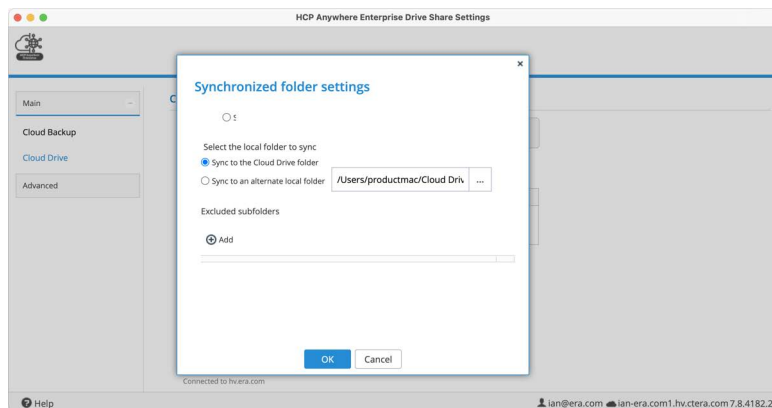 HCP Anywhere Enterprise Drive Share Settings
Main
Cloud Backup
Cloud Drive
Advanced
C
×
Synchronized folder settings
Select the local folder to sync
Sync to the Cloud Drive folder
Sync to an alternate local folder /Users/productmac/Cloud Driv ...
Excluded subfolders
Add
OK Cancel
Connected to hv.era.com
Help ian@era.com ian-era.com1.hv.ctera.com 7.8.4182.2